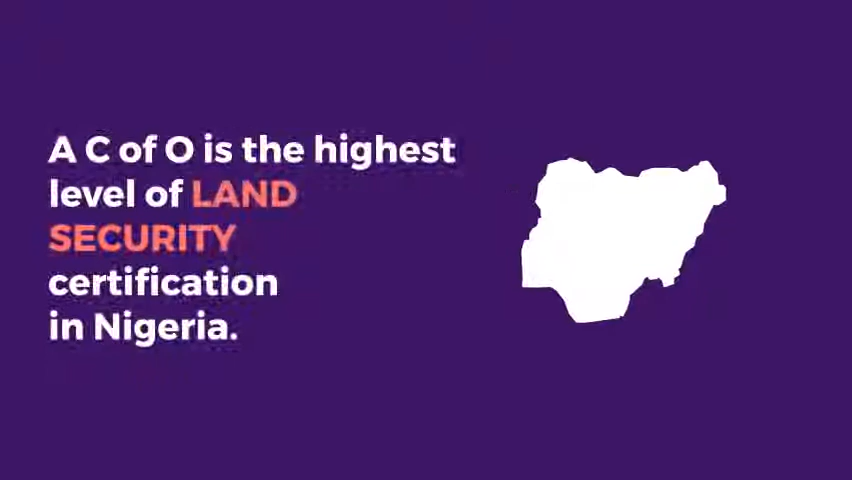 A C of O is the highest
level of LAND
SECURITY
certification
in Nigeria.